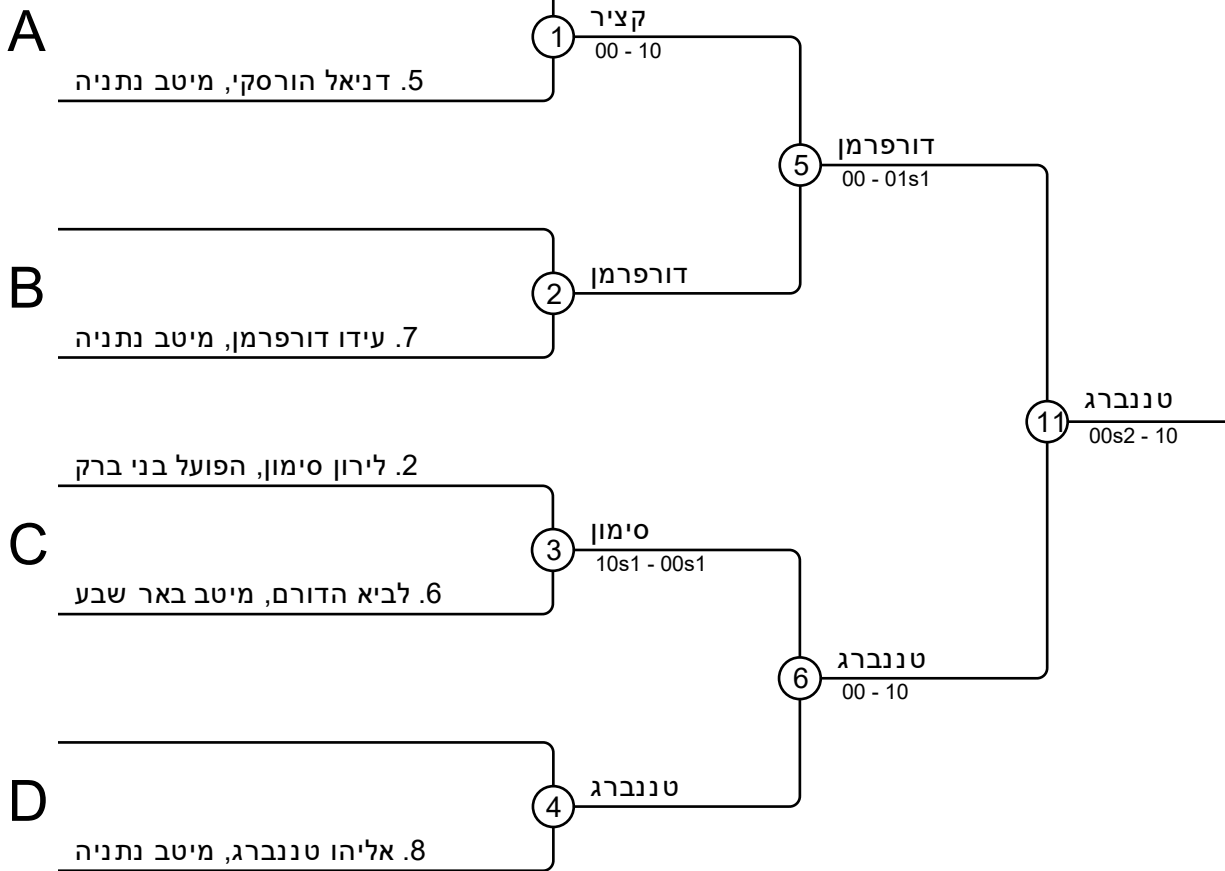 A
1
קציר
00 - 10
5. דניאל הורסקי, מיטב נתניה
5
דורפרמן
00 - 01s1
B
2
דורפרמן
7. עידו דורפרמן, מיטב נתניה
11
טננברג
00s2 - 10
2. לירון סימון, הפועל בני ברק
C
3
סימון
10s1 - 00s1
6. לביא הדורם, מיטב באר שבע
6
טננברג
00 - 10
D
4
טננברג
8. אליהו טננברג, מיטב נתניה